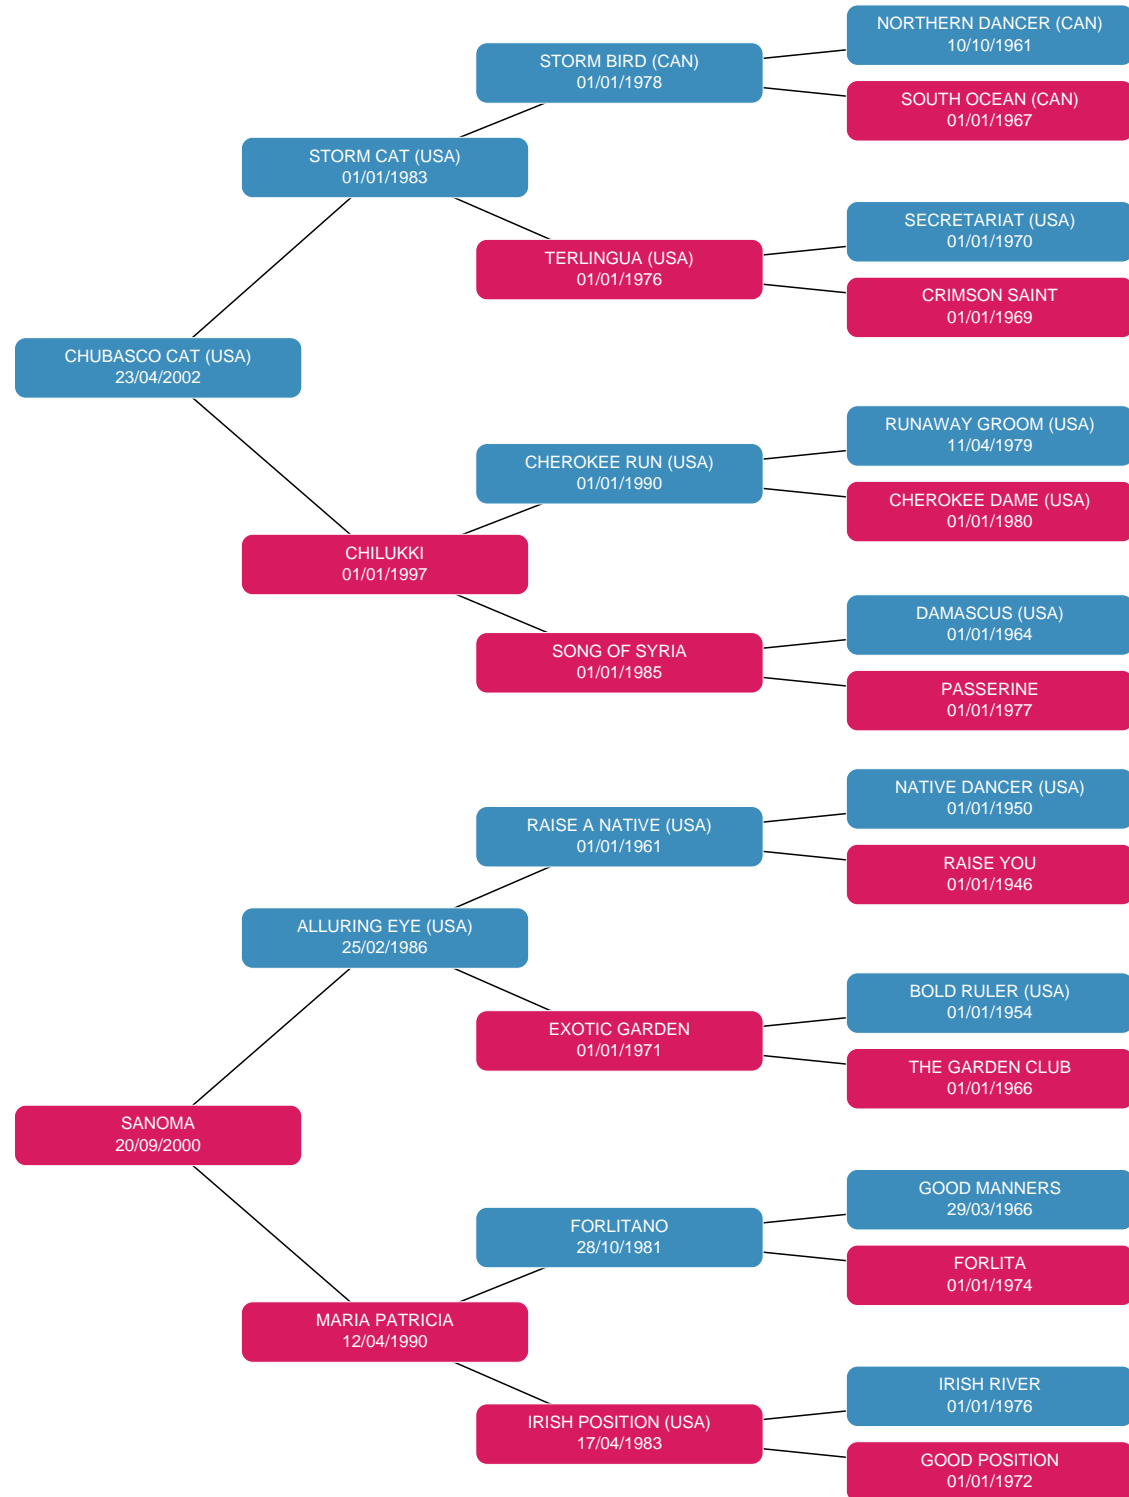 NORTHERN DANCER (CAN)
10/10/1961
STORM BIRD (CAN)
01/01/1978
SOUTH OCEAN (CAN)
01/01/1967
STORM CAT (USA)
01/01/1983
SECRETARIAT (USA)
01/01/1970
TERLINGUA (USA)
01/01/1976
CRIMSON SAINT
01/01/1969
CHUBASCO CAT (USA)
23/04/2002
RUNAWAY GROOM (USA)
11/04/1979
CHEROKEE RUN (USA)
01/01/1990
CHEROKEE DAME (USA)
01/01/1980
CHILUKKI
01/01/1997
DAMASCUS (USA)
01/01/1964
SONG OF SYRIA
01/01/1985
PASSERINE
01/01/1977
NATIVE DANCER (USA)
01/01/1950
RAISE A NATIVE (USA)
01/01/1961
RAISE YOU
01/01/1946
ALLURING EYE (USA)
25/02/1986
BOLD RULER (USA)
01/01/1954
EXOTIC GARDEN
01/01/1971
THE GARDEN CLUB
01/01/1966
SANOMA
20/09/2000
GOOD MANNERS
29/03/1966
FORLITANO
28/10/1981
FORLITA
01/01/1974
MARIA PATRICIA
12/04/1990
IRISH RIVER
01/01/1976
IRISH POSITION (USA)
17/04/1983
GOOD POSITION
01/01/1972